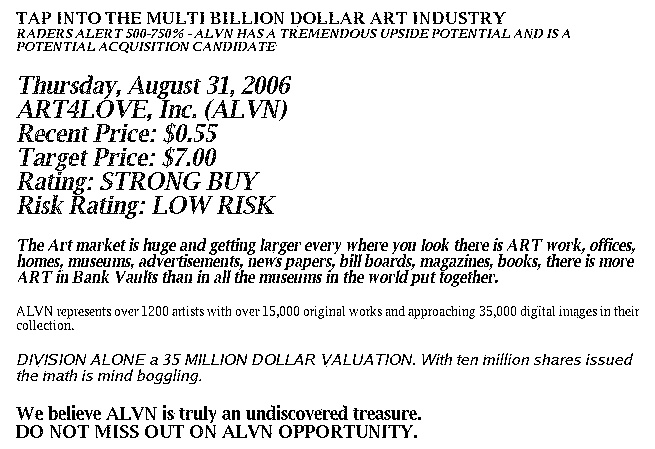 TAP INTO THE MULTI BILLION DOLLAR ART INDUSTRY
RADERS ALERT 500-750% - ALVN HAS A TREMENDOUS UPSIDE POTENTIAL AND IS A
POTENTIAL ACQUISITION CANDIDATE
Thursday, August 31, 2006
ART4LOVE, Inc. (ALVN)
Recent Price: $0.55
Target Price: $7.00
Rating: STRONG BUY
Risk Rating: LOW RISK
The Art market is huge and getting larger every where you look there is ART work, offices,
homes, museums, advertisements, news papers, bill boards, magazines, books, there is more
ART in Bank Vaults than in all the museums in the world put together.
ALVN represents over 1200 artists with over 15,000 original works and approaching 35,000 digital images in their
collection.
DIVISION ALONE a 35 MILLION DOLLAR VALUATION. With ten million shares issued
the math is mind boggling.
We believe ALVN is truly an undiscovered treasure.
DO NOT MISS OUT ON ALVN OPPORTUNITY.